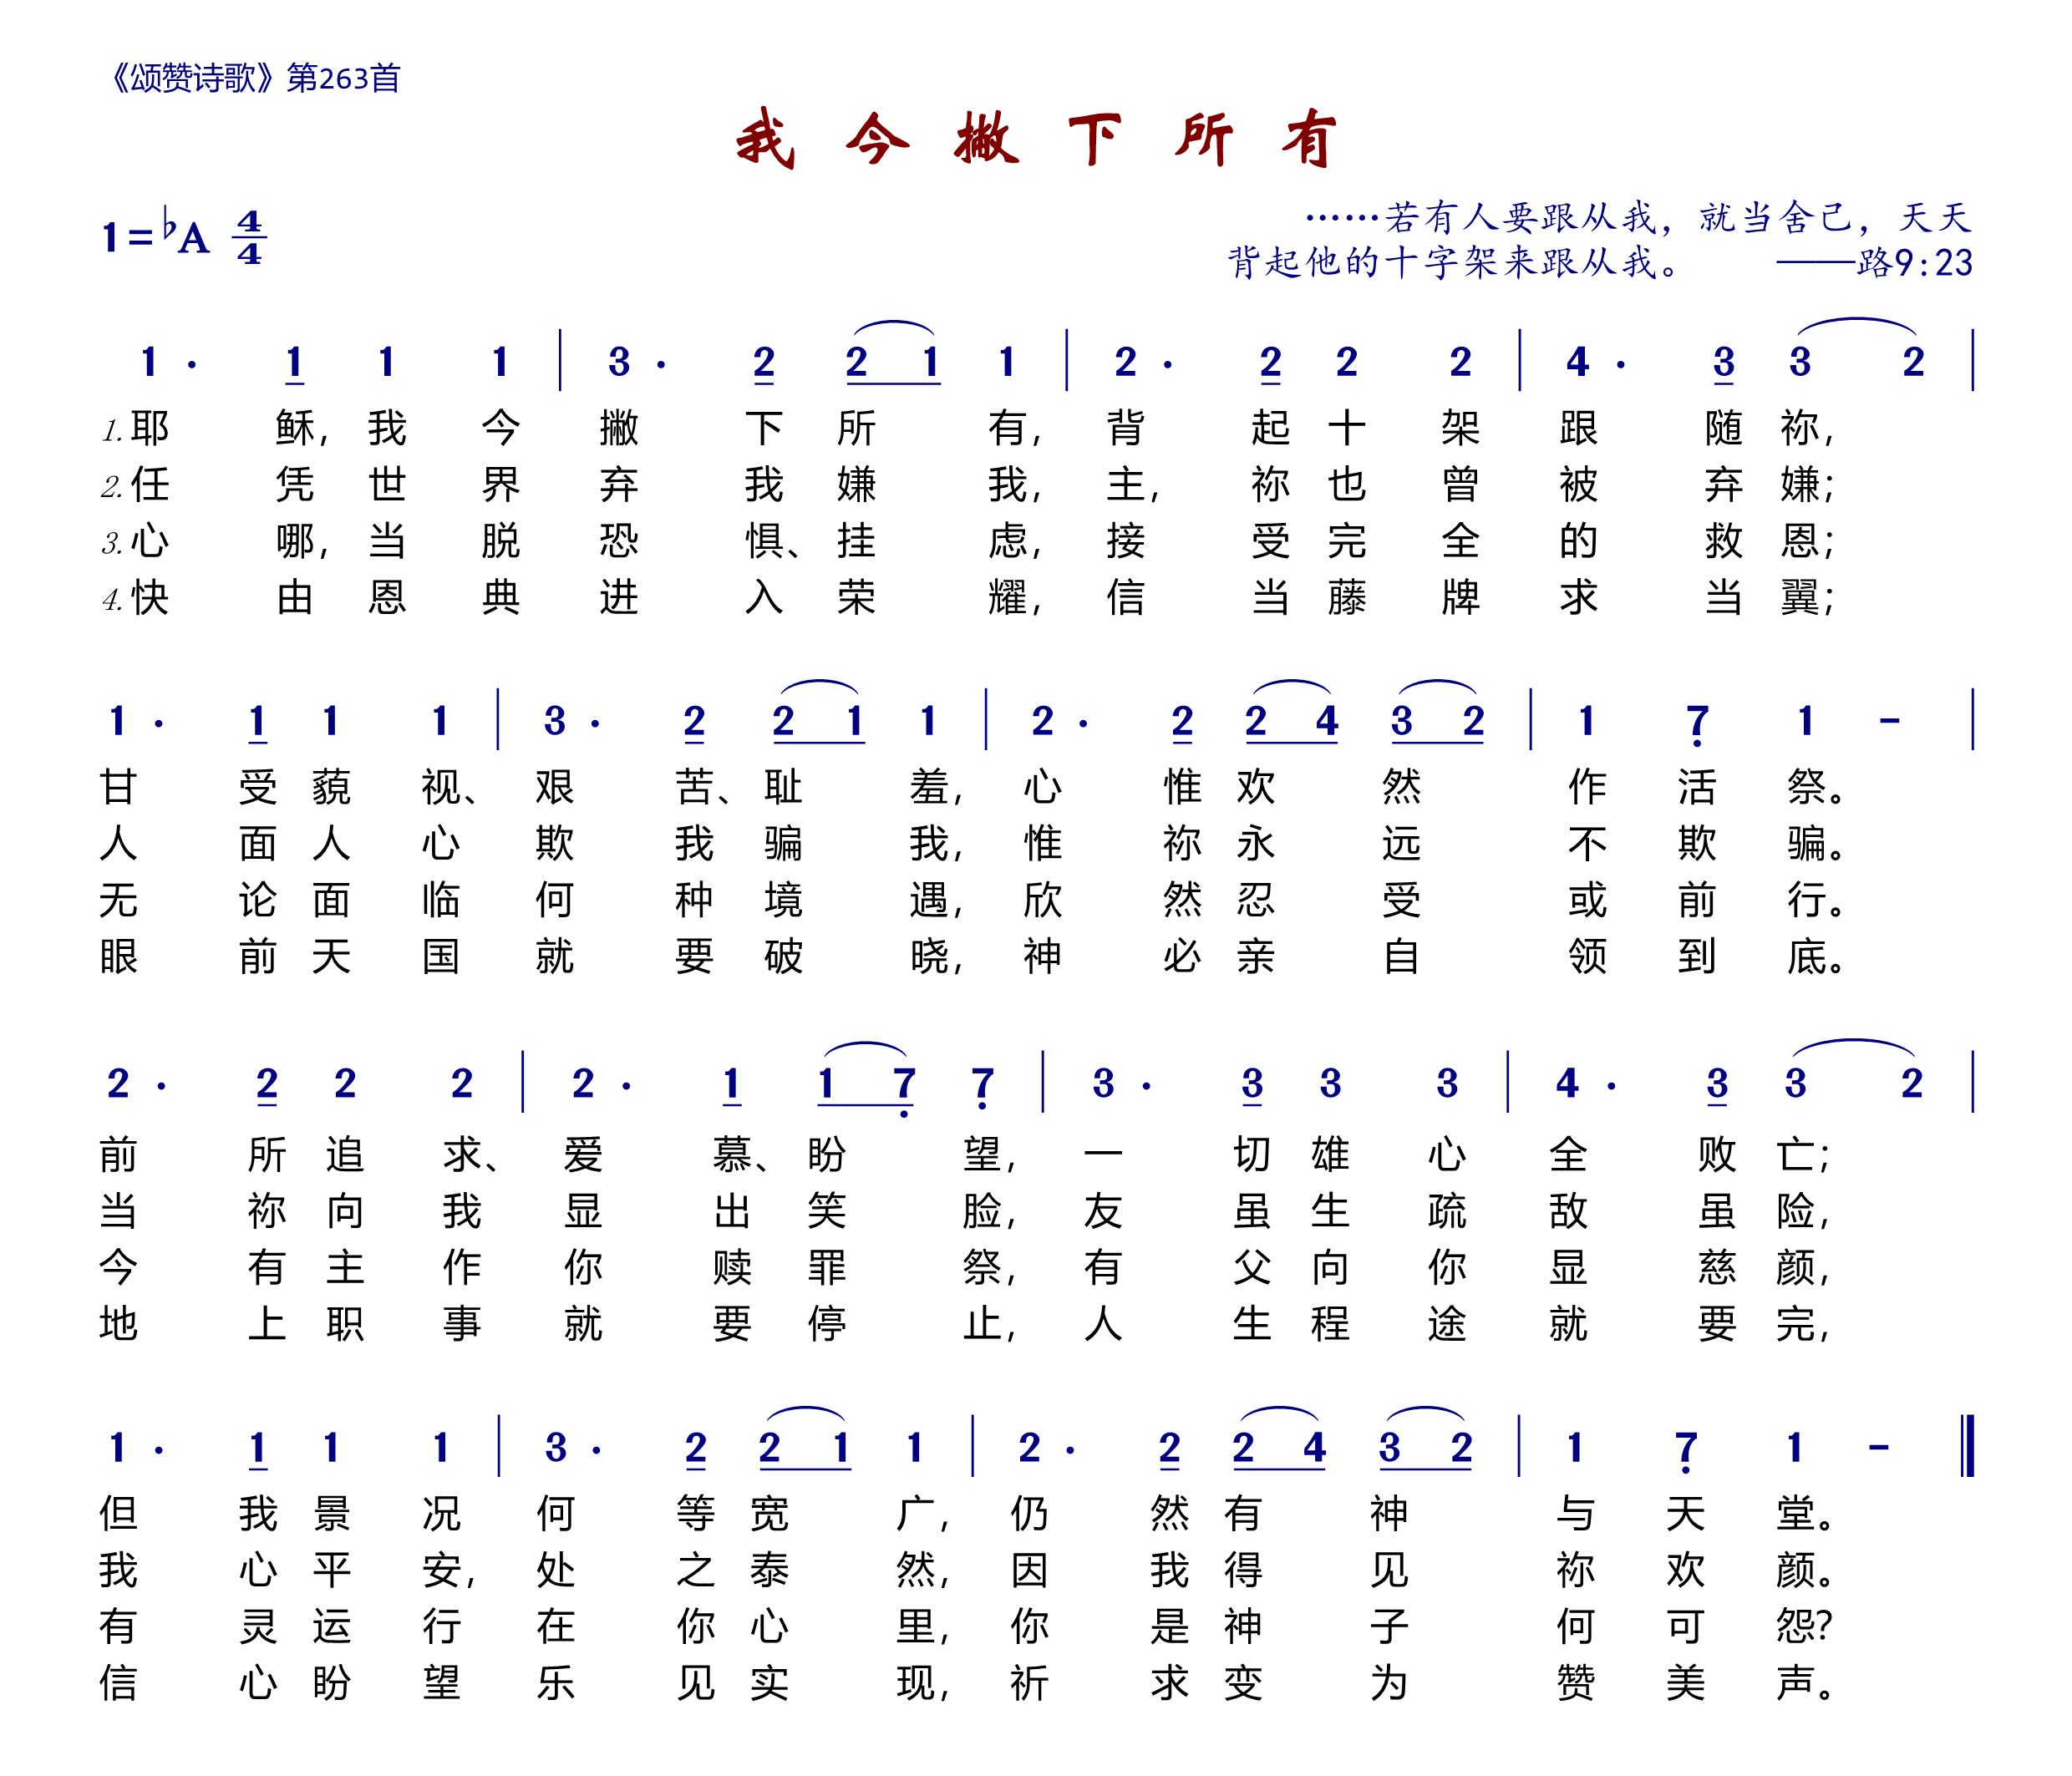 《颂赞诗歌》第263首
我今撇下所有
1=♭A 4/4
……若有人要跟从我，就当舍己，天天
背起他的十字架来跟从我。 ——路9:23
1· 1 1 1 | 3· 2 2 1 1 | 2· 2 2 2 | 4· 3 3 2 |
1.耶稣，我今撇下所有，背起十架跟随祢，
2.任凭世界弃我嫌我，主，祢也曾被弃嫌；
3.心哪，当脱恐惧、挂虑，接受完全的救恩；
4.快由恩典进入荣耀，信当藤牌求当翼；
1· 1 1 1 | 3· 2 2 1 1 | 2· 2 2 4 3 2 | 1 7̣ 1 - |
甘受藐视、艰苦、耻羞，心惟欢然作活祭。
人面人心欺我骗我，惟祢永远不欺骗。
无论面临何种境遇，欣然忍受或前行。
眼前天国就要破晓，神必亲自领到底。
2· 2 2 2 | 2· 1 1 7̣ 7̣ | 3· 3 3 3 | 4· 3 3 2 |
前所追求、爱慕、盼望，一切雄心全败亡；
当祢向我显出笑脸，友虽生疏敌虽险，
今有主作你赎罪祭，有父向你显慈颜，
地上职事就要停止，人生程途就要完，
1· 1 1 1 | 3· 2 2 1 1 | 2· 2 2 4 3 2 | 1 7̣ 1 - ‖
但我景况何等宽广，仍然有神与天堂。
我心平安，处之泰然，因我得见祢欢颜。
有灵运行在你心里，你是神子何可怨?
信心盼望乐见实现，祈求变为赞美声。